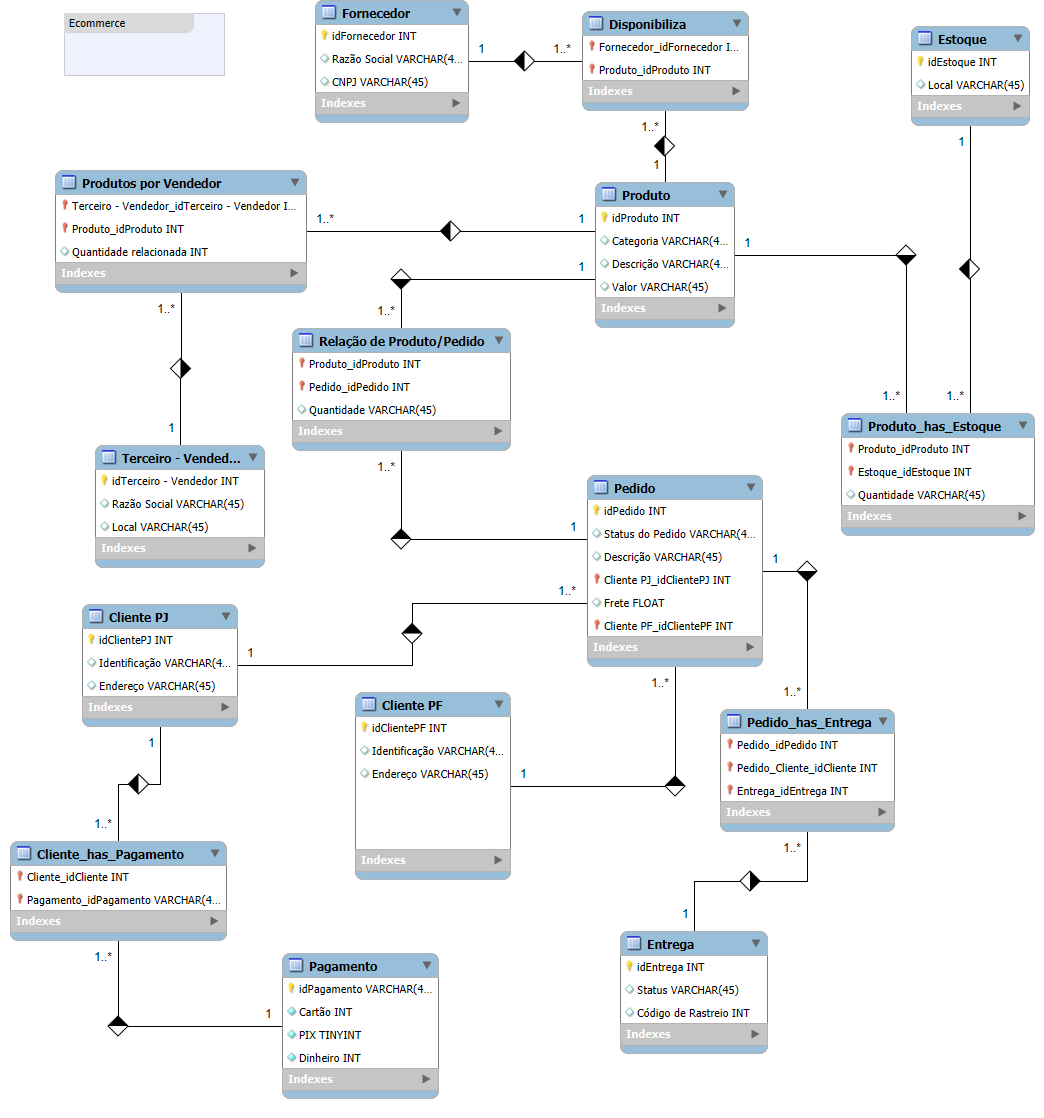 Ecommerce
Fornecedor
idFornecedor INT
Razão Social VARCHAR(4...
CNPJ VARCHAR(45)
Indexes
1
1..*
Disponibiliza
Fornecedor_idFornecedor I...
Produto_idProduto INT
Indexes
1..*
1
Estoque
idEstoque INT
Local VARCHAR(45)
Indexes
1
1..*
Produtos por Vendedor
Terceiro - Vendedor_idTerceiro - Vendedor I...
Produto_idProduto INT
Quantidade relacionada INT
Indexes
1..*
1
1..*
1
Produto
idProduto INT
Categoria VARCHAR(4...
Descrição VARCHAR(4...
Valor VARCHAR(45)
Indexes
1
1..*
1
1..*
Relação de Produto/Pedido
Produto_idProduto INT
Pedido_idPedido INT
Quantidade VARCHAR(45)
Indexes
1..*
1
Produto_has_Estoque
Produto_idProduto INT
Estoque_idEstoque INT
Quantidade VARCHAR(45)
Indexes
Terceiro - Vended...
idTerceiro - Vendedor INT
Razão Social VARCHAR(45)
Local VARCHAR(45)
Indexes
Pedido
idPedido INT
Status do Pedido VARCHAR(4...
Descrição VARCHAR(45)
Cliente PJ_idClientePJ INT
Frete FLOAT
Cliente PF_idClientePF INT
Indexes
1
1..*
1..*
1
Cliente PJ
idClientePJ INT
Identificação VARCHAR(4...
Endereço VARCHAR(45)
Indexes
1
1..*
1..*
1
Cliente PF
idClientePF INT
Identificação VARCHAR(4...
Endereço VARCHAR(45)
Indexes
Pedido_has_Entrega
Pedido_idPedido INT
Pedido_Cliente_idCliente INT
Entrega_idEntrega INT
Indexes
1..*
1
Cliente_has_Pagamento
Cliente_idCliente INT
Pagamento_idPagamento VARCHAR(4...
Indexes
1..*
1
Entrega
idEntrega INT
Status VARCHAR(45)
Código de Rastreio INT
Indexes
Pagamento
idPagamento VARCHAR(4...
Cartão INT
PIX TINYINT
Dinheiro INT
Indexes